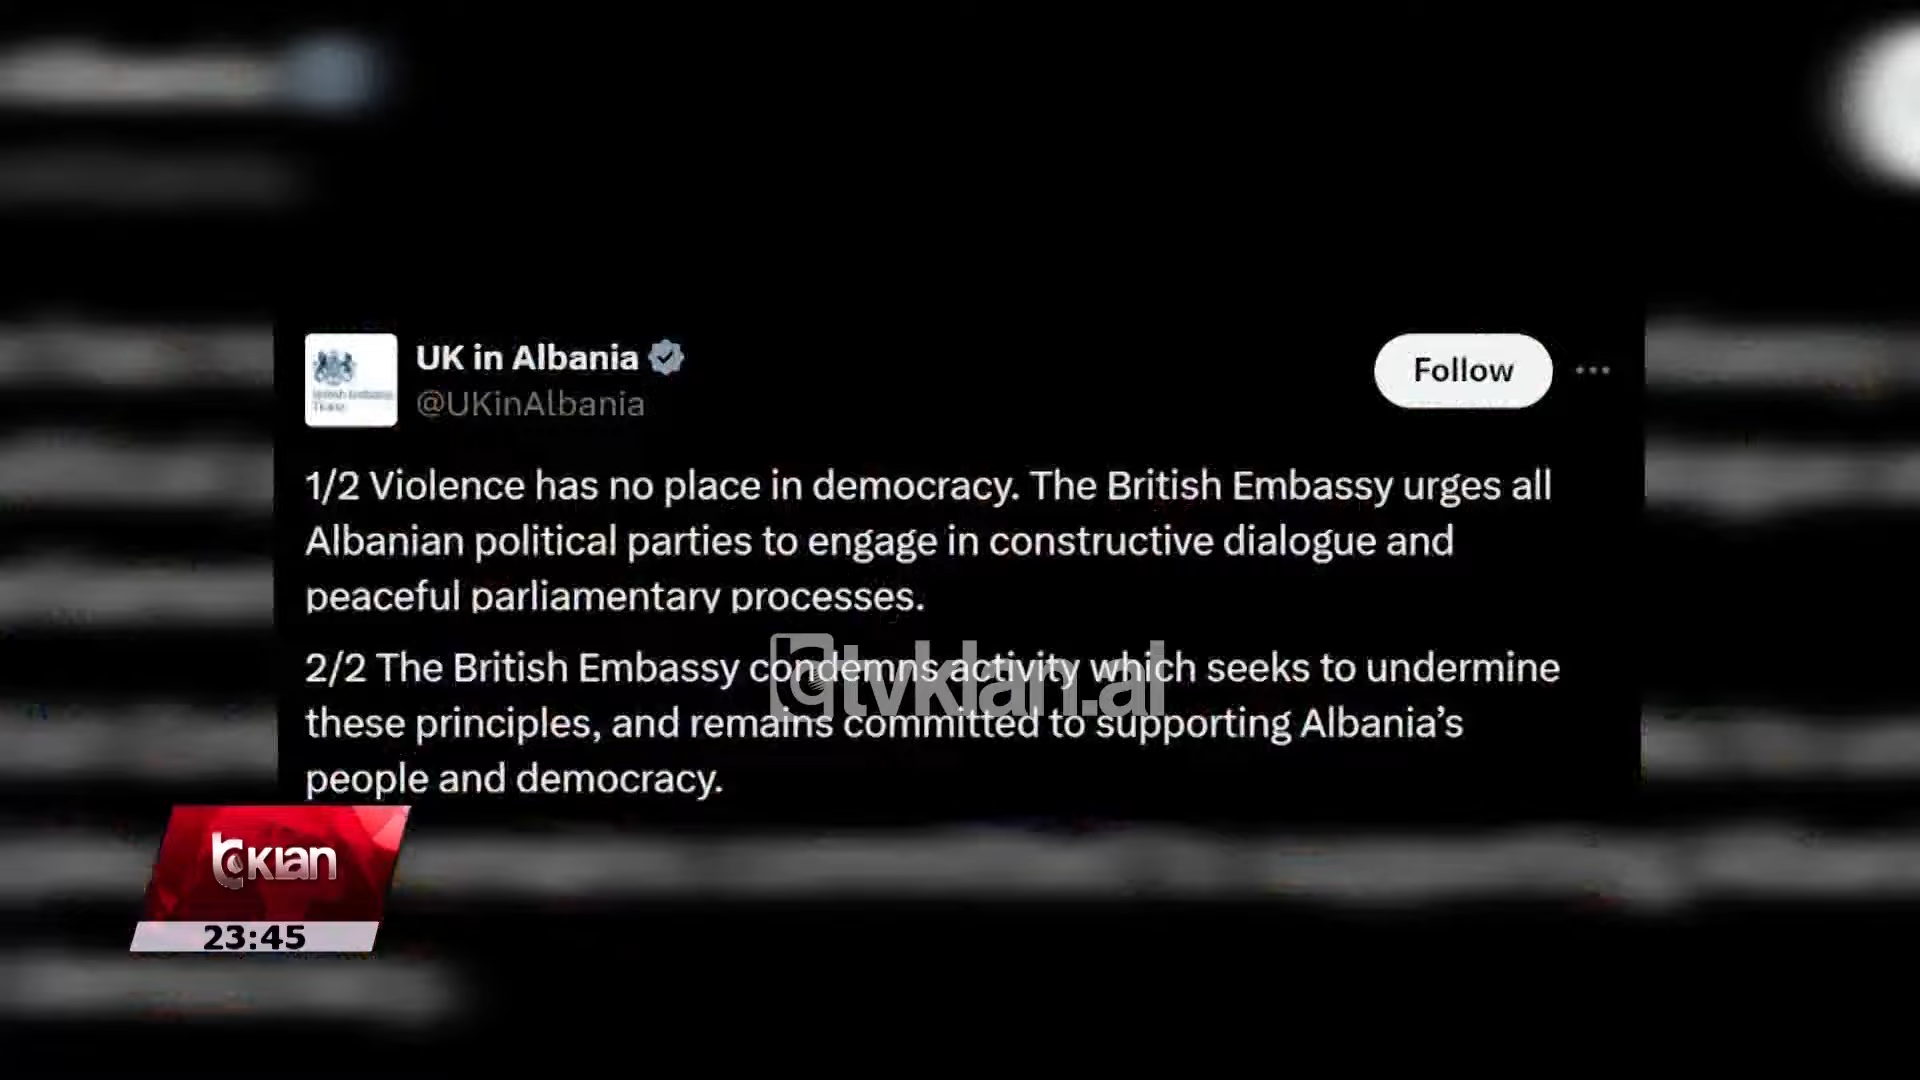 UK in Albania
@UKinAlbania
Follow
1/2 Violence has no place in democracy. The British Embassy urges all
Albanian political parties to engage in constructive dialogue and
peaceful parliamentary processes.
2/2 The British Embassy condemns activity which seeks to undermine
these principles, and remains committed to supporting Albania’s
people and democracy.
tvklan.al
tvklan
23:45